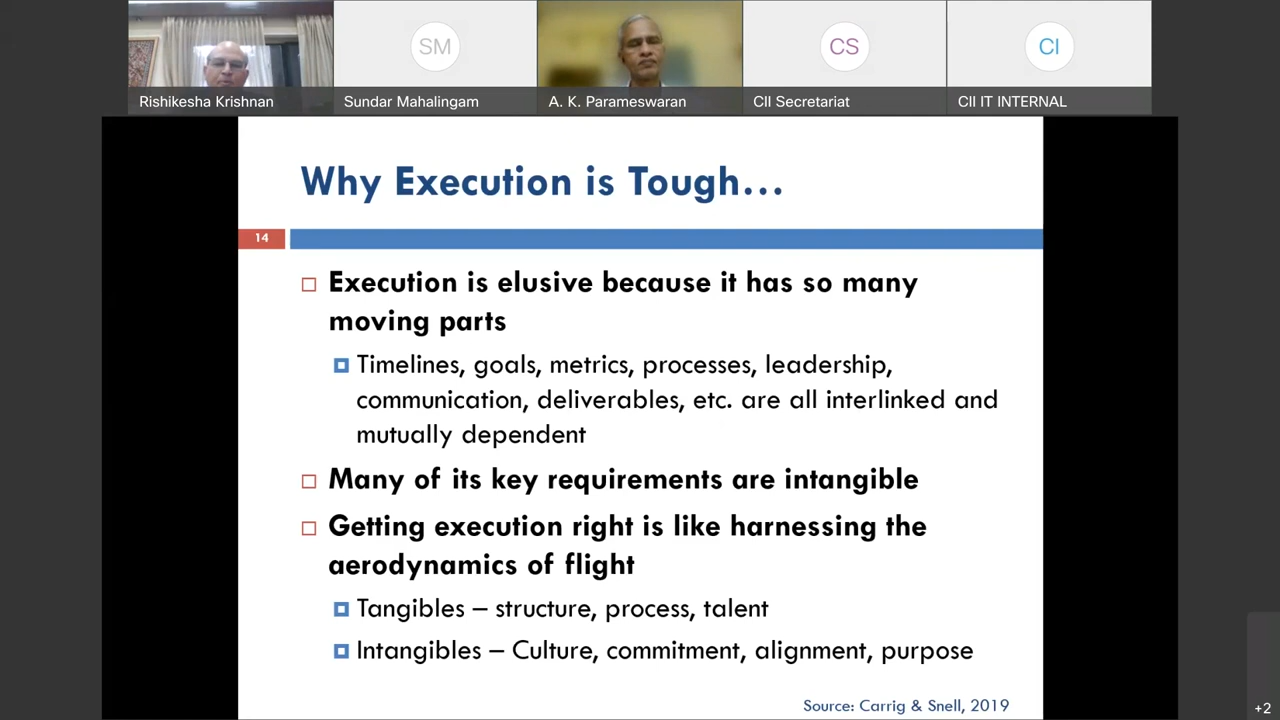 SM
CS
CI
Rishikesha Krishnan
Sundar Mahalingam
A. K. Parameswaran
CII Secretariat
CII IT INTERNAL
Why Execution is Tough...
14
Execution is elusive because it has so many
moving parts
Timelines, goals, metrics, processes, leadership,
communication, deliverables, etc. are all interlinked and
mutually dependent
Many of its key requirements are intangible
Getting execution right is like harnessing the
aerodynamics of flight
Tangibles – structure, process, talent
Intangibles – Culture, commitment, alignment, purpose
Source: Carrig & Snell, 2019
+2